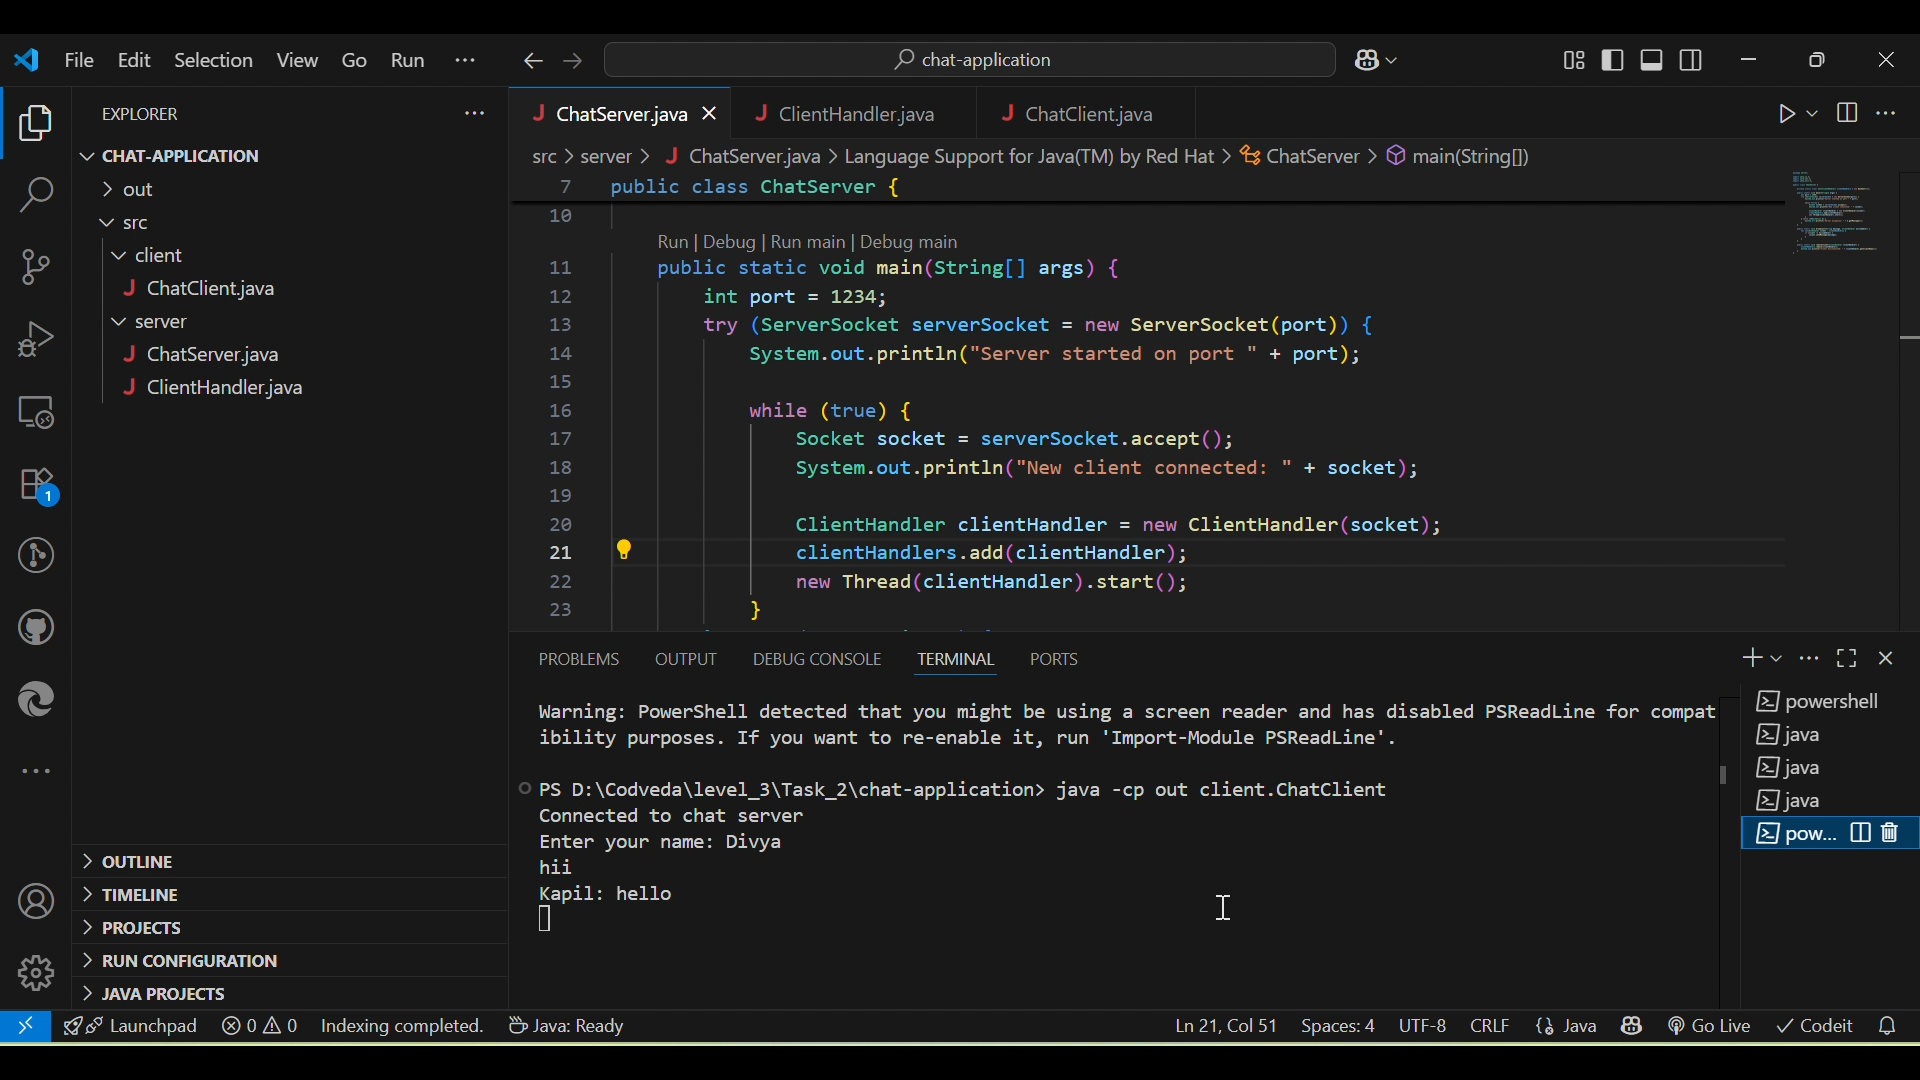 File Edit Selection View Go Run
chat-application
EXPLORER
CHAT-APPLICATION
out
src
client
J ChatClient.java
server
J ChatServer.java
J ClientHandler.java
OUTLINE
TIMELINE
PROJECTS
RUN CONFIGURATION
JAVA PROJECTS
1
J ChatServer.java J ClientHandler.java J ChatClient.java
src > server > J ChatServer.java > Language Support for Java(TM) by Red Hat > ChatServer > main(String[])
7 public class ChatServer {
10
Run | Debug | Run main | Debug main
11 public static void main(String[] args) {
12 int port = 1234;
13 try (ServerSocket serverSocket = new ServerSocket(port)) {
14 System.out.println("Server started on port " + port);
15
16 while (true) {
17 Socket socket = serverSocket.accept();
18 System.out.println("New client connected: " + socket);
19
20 ClientHandler clientHandler = new ClientHandler(socket);
21 clientHandlers.add(clientHandler);
22 new Thread(clientHandler).start();
23 }
PROBLEMS OUTPUT DEBUG CONSOLE TERMINAL PORTS
Warning: PowerShell detected that you might be using a screen reader and has disabled PSReadLine for compat
ibility purposes. If you want to re-enable it, run 'Import-Module PSReadLine'.
PS D:\Codveda\level_3\Task_2\chat-application> java -cp out client.ChatClient
Connected to chat server
Enter your name: Divya
hii
Kapil: hello
powershell
java
java
java
pow...
Launchpad 0 0 Indexing completed. Java: Ready Ln 21, Col 51 Spaces: 4 UTF-8 CRLF Java Go Live Codeit